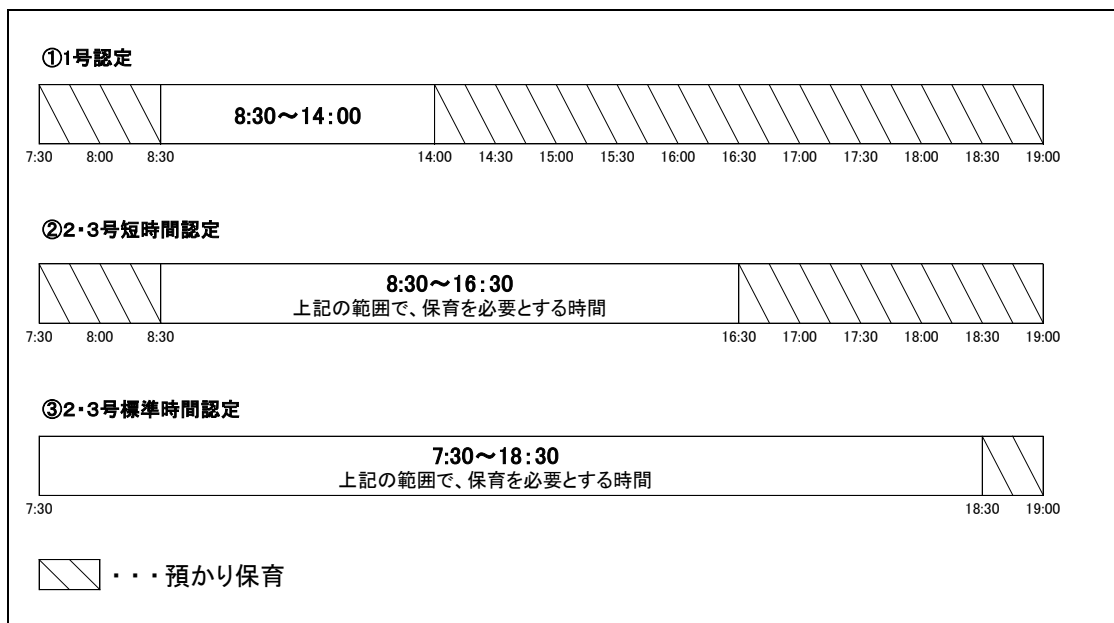 ①1号認定
8:30～14:00
7:30 8:00 8:30 14:00 14:30 15:00 15:30 16:00 16:30 17:00 17:30 18:00 18:30 19:00
②2・3号短時間認定
8:30～16:30
上記の範囲で、保育を必要とする時間
7:30 8:00 8:30 16:30 17:00 17:30 18:00 18:30 19:00
③2・3号標準時間認定
7:30～18:30
上記の範囲で、保育を必要とする時間
7:30 18:30 19:00
・・・預かり保育